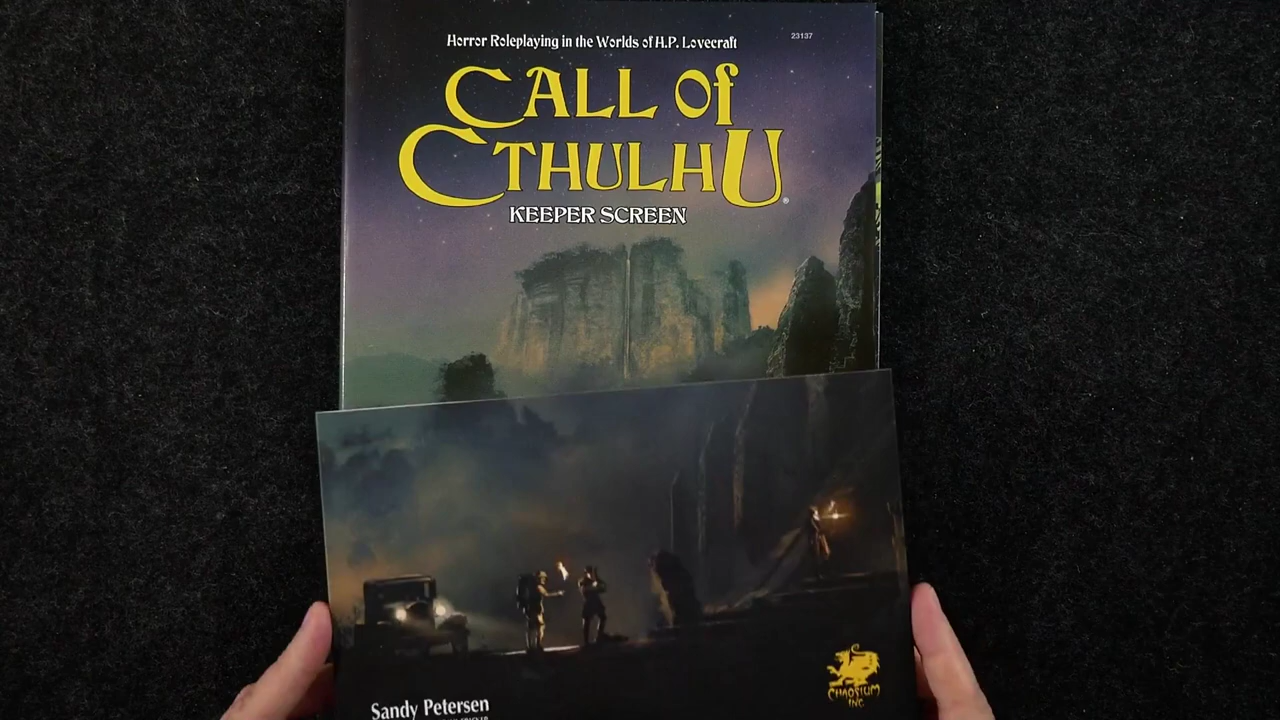 Horror Roleplaying in the Worlds of H.P. Lovecraft
23137
CALL of
CTHULHU®
KEEPER SCREEN
CHAOSIUM
INC
Sandy Petersen